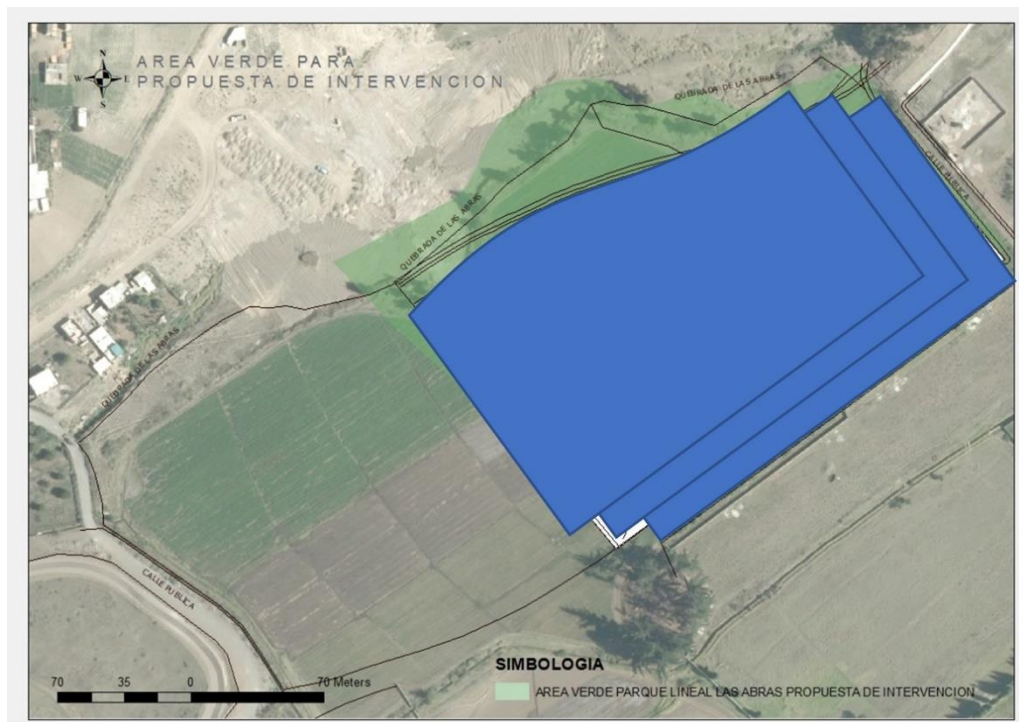 AREA VERDE PARA
PROPUESTA DE INTERVENCION
N
W E
S
QUEBRADA DE LAS ABRAS
QUEBRADA DE LAS ABRAS
CALLE PUBLICA
QUEBRADA DE LAS ABRAS
CALLE PUBLICA
SIMBOLOGIA
70 35 0 70 Meters
AREA VERDE PARQUE LINEAL LAS ABRAS PROPUESTA DE INTERVENCION